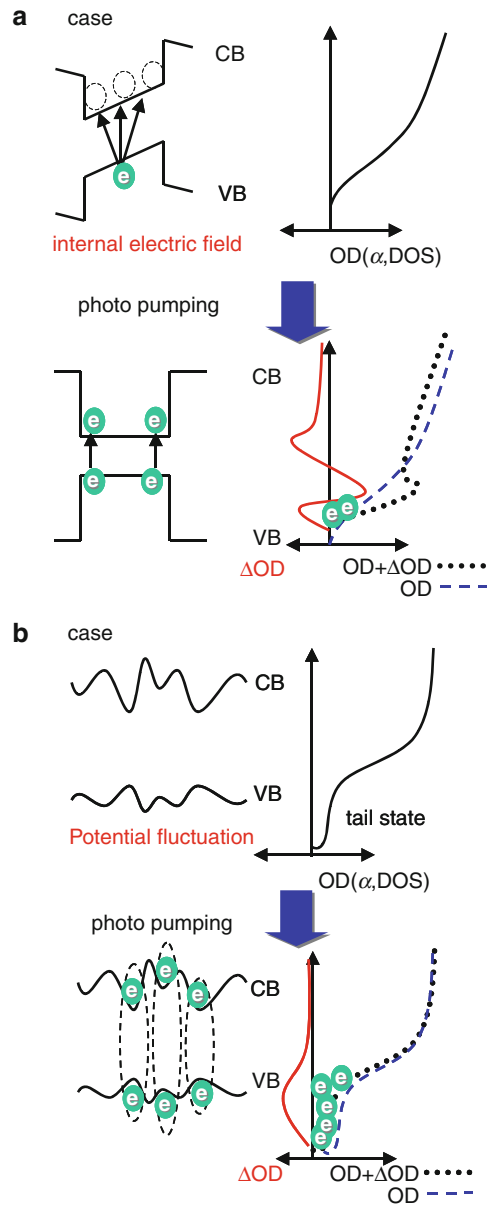 a
case
CB
e
VB
internal electric field
OD(α,DOS)
photo pumping
CB
e e
e e
e e
VB
ΔOD
OD+ΔOD
OD
b
case
CB
VB
Potential fluctuation
tail state
OD(α,DOS)
photo pumping
e e e
CB
VB
e e e
e e
e
e
e
ΔOD
OD+ΔOD
OD